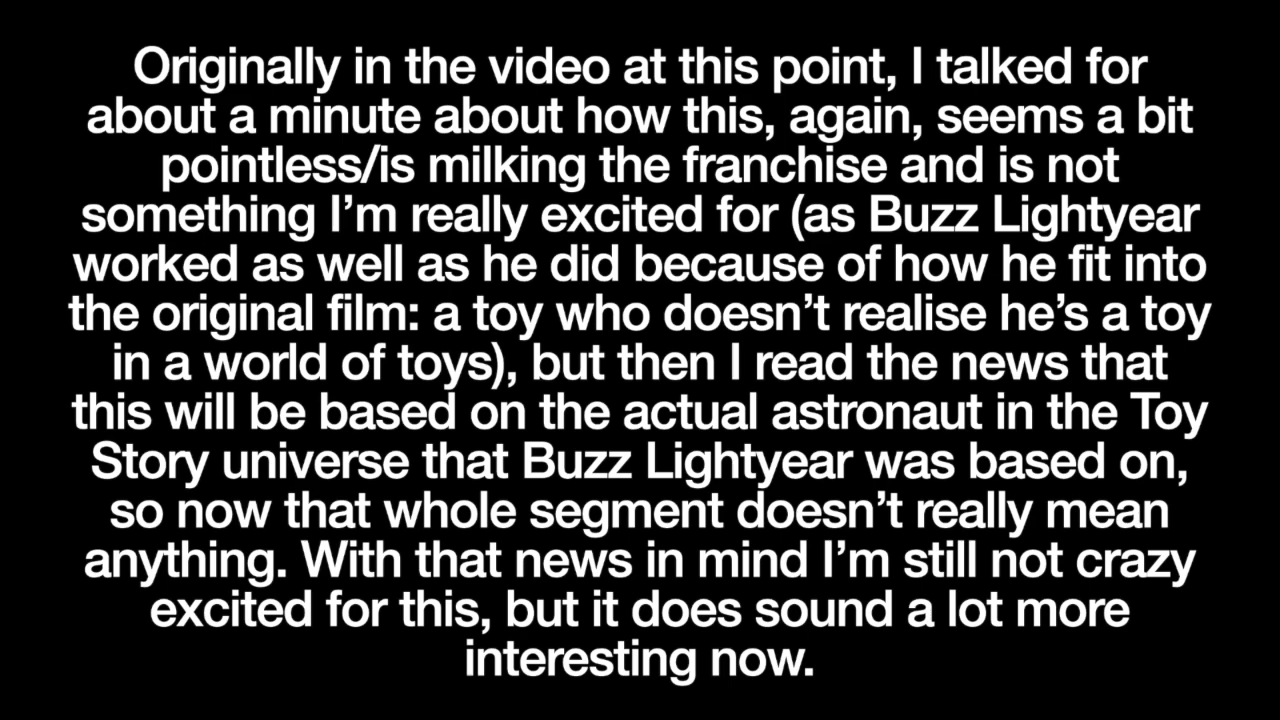 Originally in the video at this point, I talked for
about a minute about how this, again, seems a bit
pointless/is milking the franchise and is not
something I’m really excited for (as Buzz Lightyear
worked as well as he did because of how he fit into
the original film: a toy who doesn’t realise he’s a toy
in a world of toys), but then I read the news that
this will be based on the actual astronaut in the Toy
Story universe that Buzz Lightyear was based on,
so now that whole segment doesn’t really mean
anything. With that news in mind I’m still not crazy
excited for this, but it does sound a lot more
interesting now.